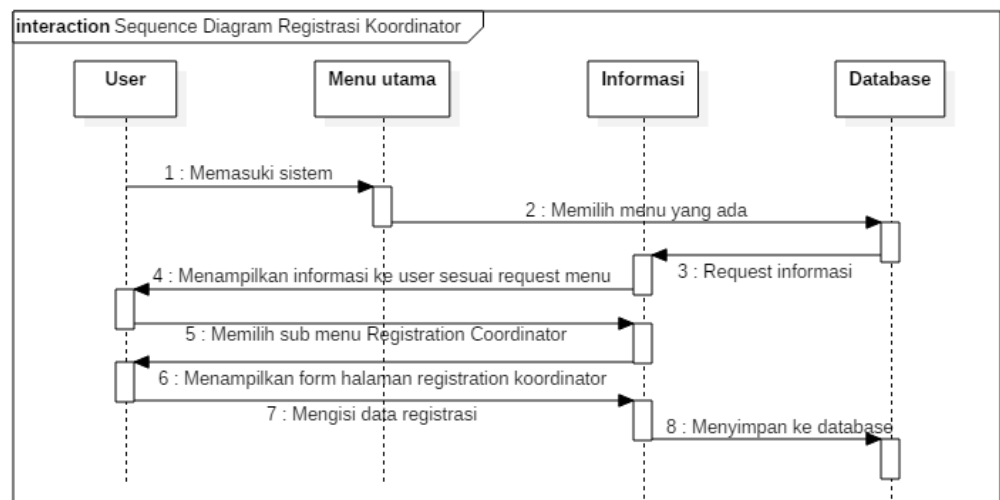 interaction Sequence Diagram Registrasi Koordinator
User
Menu utama
Informasi
Database
1 : Memasuki sistem
2 : Memilih menu yang ada
3 : Request informasi
4 : Menampilkan informasi ke user sesuai request menu
5 : Memilih sub menu Registration Coordinator
6 : Menampilkan form halaman registration koordinator
7 : Mengisi data registrasi
8 : Menyimpan ke database